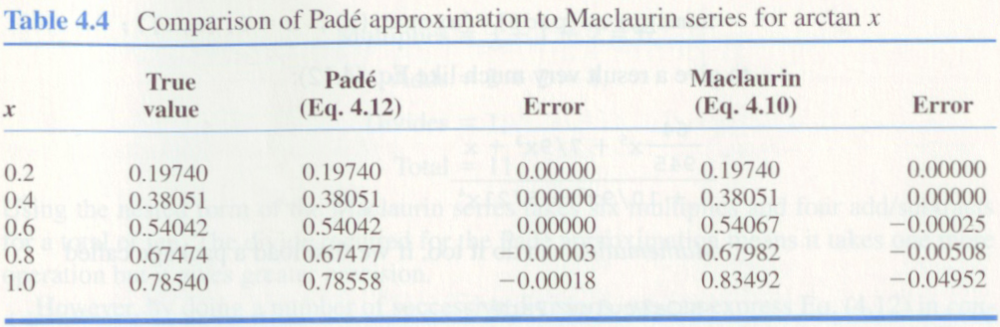 Table 4.4 Comparison of Padé approximation to Maclaurin series for arctan x
True Padé Maclaurin
x value (Eq. 4.12) Error (Eq. 4.10) Error
0.2 0.19740 0.19740 0.00000 0.19740 0.00000
0.4 0.38051 0.38051 0.00000 0.38051 0.00000
0.6 0.54042 0.54042 0.00000 0.54067 −0.00025
0.8 0.67474 0.67477 −0.00003 0.67982 −0.00508
1.0 0.78540 0.78558 −0.00018 0.83492 −0.04952